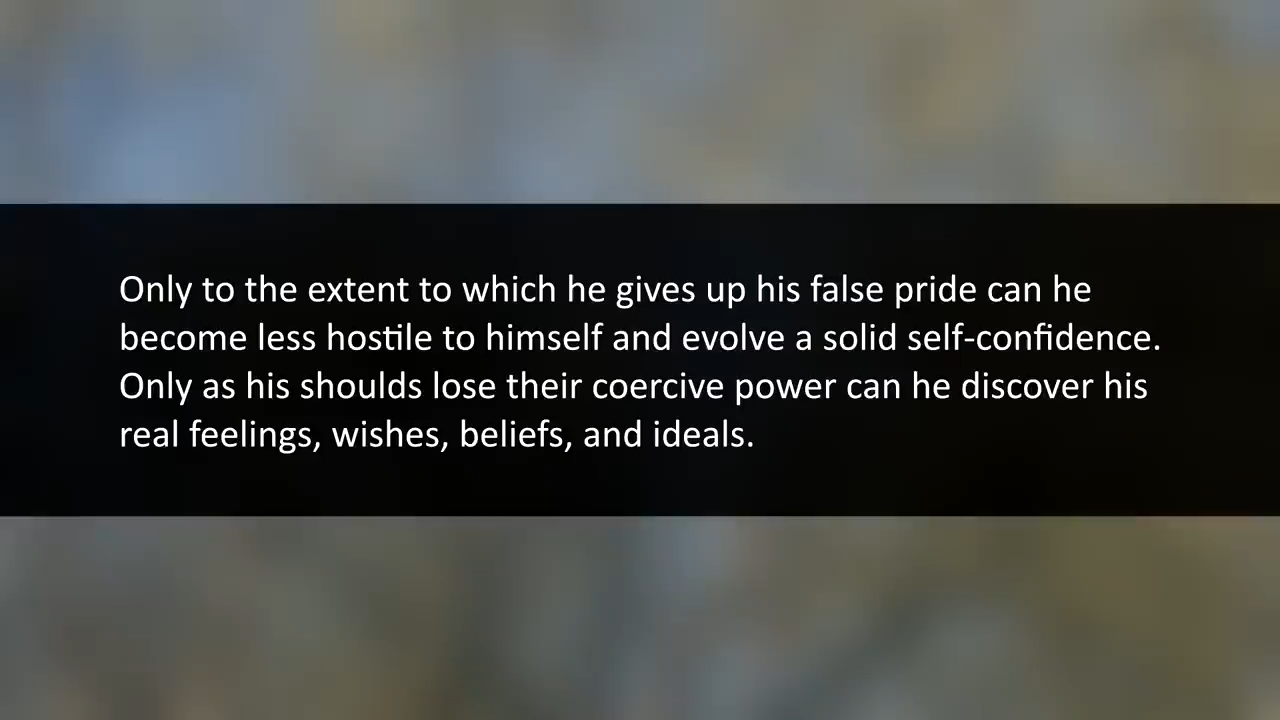 Only to the extent to which he gives up his false pride can he
become less hostile to himself and evolve a solid self-confidence.
Only as his shoulds lose their coercive power can he discover his
real feelings, wishes, beliefs, and ideals.